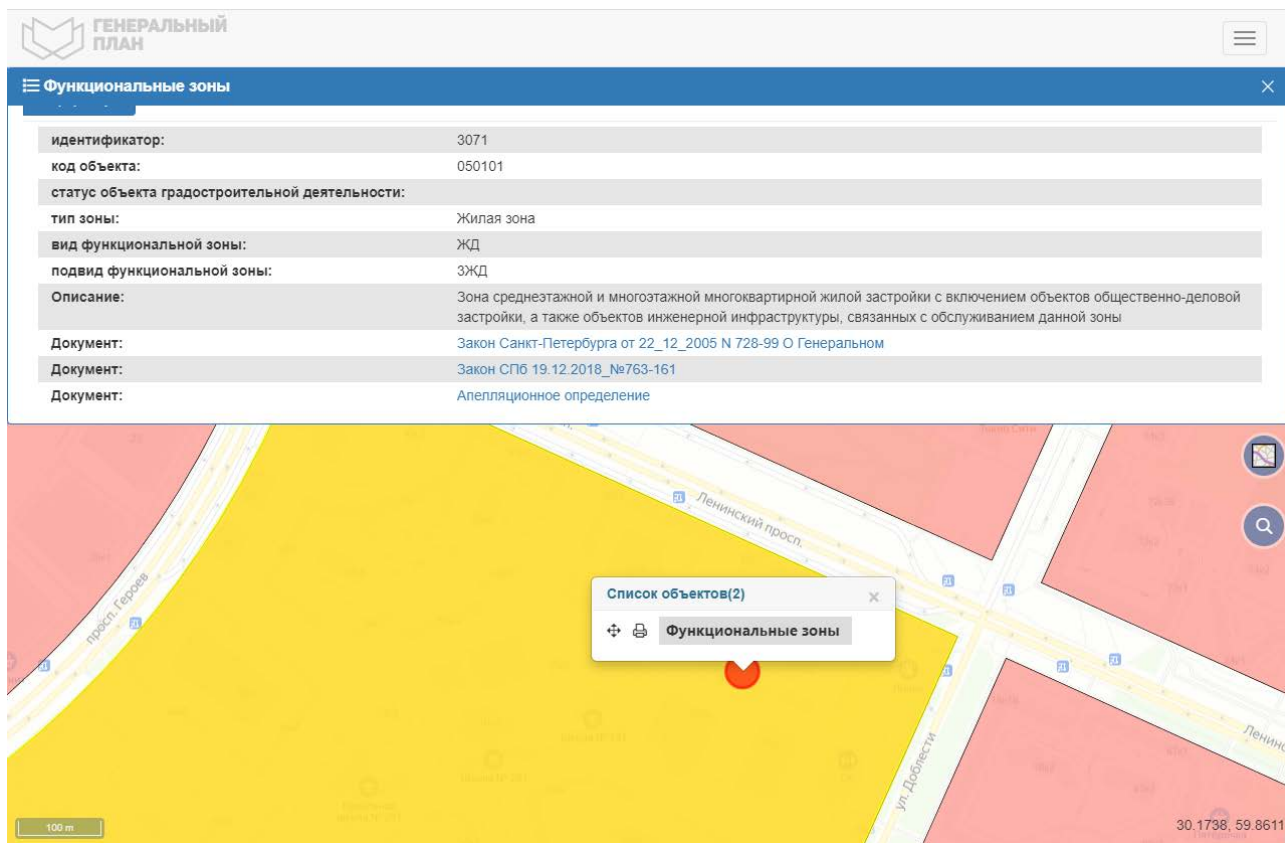 ГЕНЕРАЛЬНЫЙ
ПЛАН
Функциональные зоны
идентификатор: 3071
код объекта: 050101
статус объекта градостроительной деятельности:
тип зоны: Жилая зона
вид функциональной зоны: ЖД
подвид функциональной зоны: 3ЖД
Описание: Зона среднеэтажной и многоэтажной многоквартирной жилой застройки с включением объектов общественно-деловой
застройки, а также объектов инженерной инфраструктуры, связанных с обслуживанием данной зоны
Документ: Закон Санкт-Петербурга от 22_12_2005 N 728-99 О Генеральном
Документ: Закон СПб 19.12.2018_№763-161
Документ: Апелляционное определение
Ленинский просп.
просп. Героев
Список объектов(2)
Функциональные зоны
ул. Доблести
Ленинс
100 m
30.1738, 59.8611